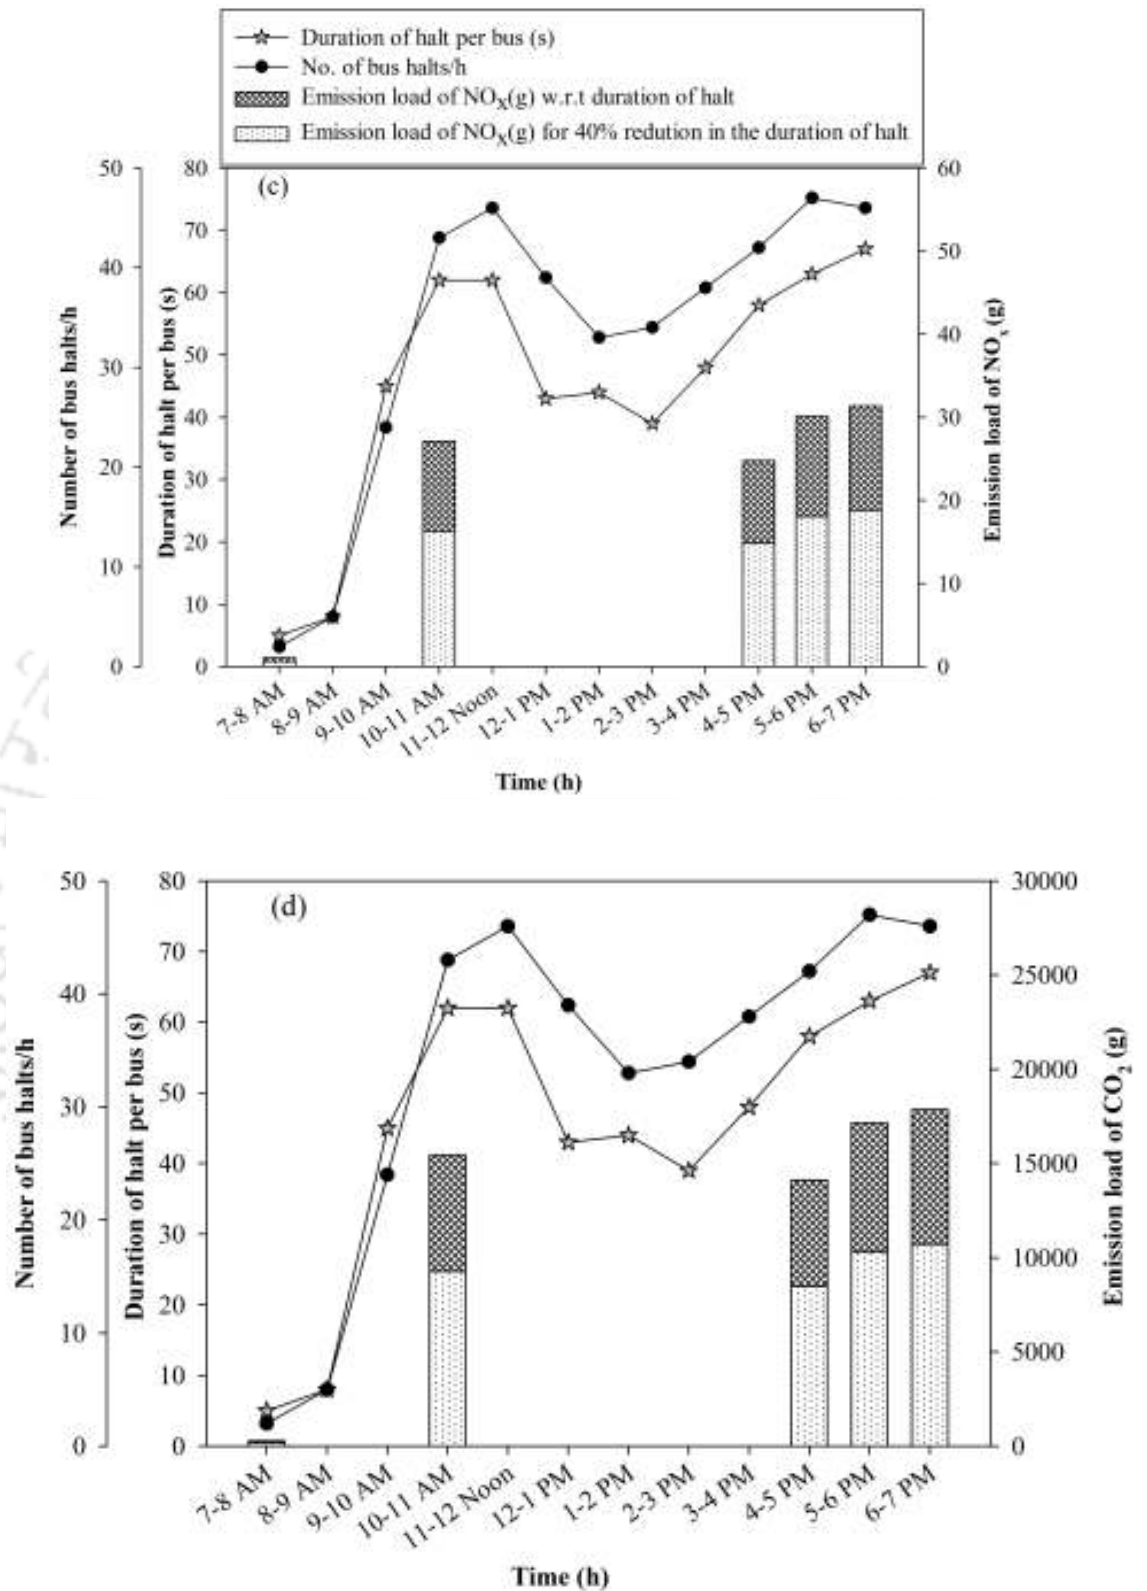 Duration of halt per bus (s)
No. of bus halts/h
Emission load of NOX(g) w.r.t duration of halt
Emission load of NOX(g) for 40% redution in the duration of halt
(c)
50
40
30
20
10
0
Number of bus halts/h
80
70
60
50
40
30
20
10
0
Duration of halt per bus (s)
60
50
40
30
20
10
0
Emission load of NOx (g)
7-8 AM
8-9 AM
9-10 AM
10-11 AM
11-12 Noon
12-1 PM
1-2 PM
2-3 PM
3-4 PM
4-5 PM
5-6 PM
6-7 PM
Time (h)
(d)
50
40
30
20
10
0
Number of bus halts/h
80
70
60
50
40
30
20
10
0
Duration of halt per bus (s)
30000
25000
20000
15000
10000
5000
0
Emission load of CO2 (g)
7-8 AM
8-9 AM
9-10 AM
10-11 AM
11-12 Noon
12-1 PM
1-2 PM
2-3 PM
3-4 PM
4-5 PM
5-6 PM
6-7 PM
Time (h)